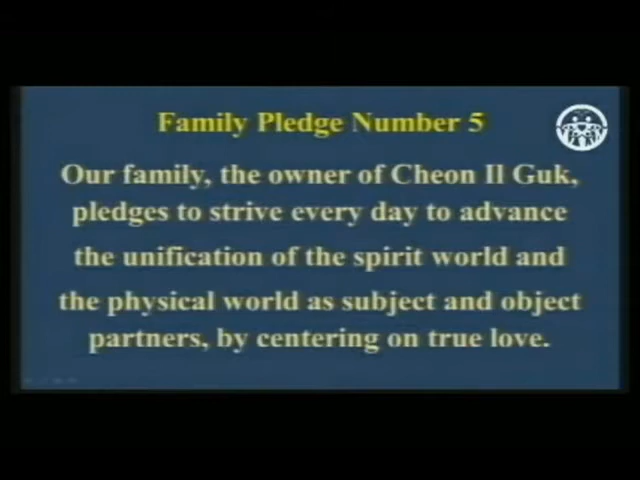 Family Pledge Number 5
Our family, the owner of Cheon Il Guk,
pledges to strive every day to advance
the unification of the spirit world and
the physical world as subject and object
partners, by centering on true love.